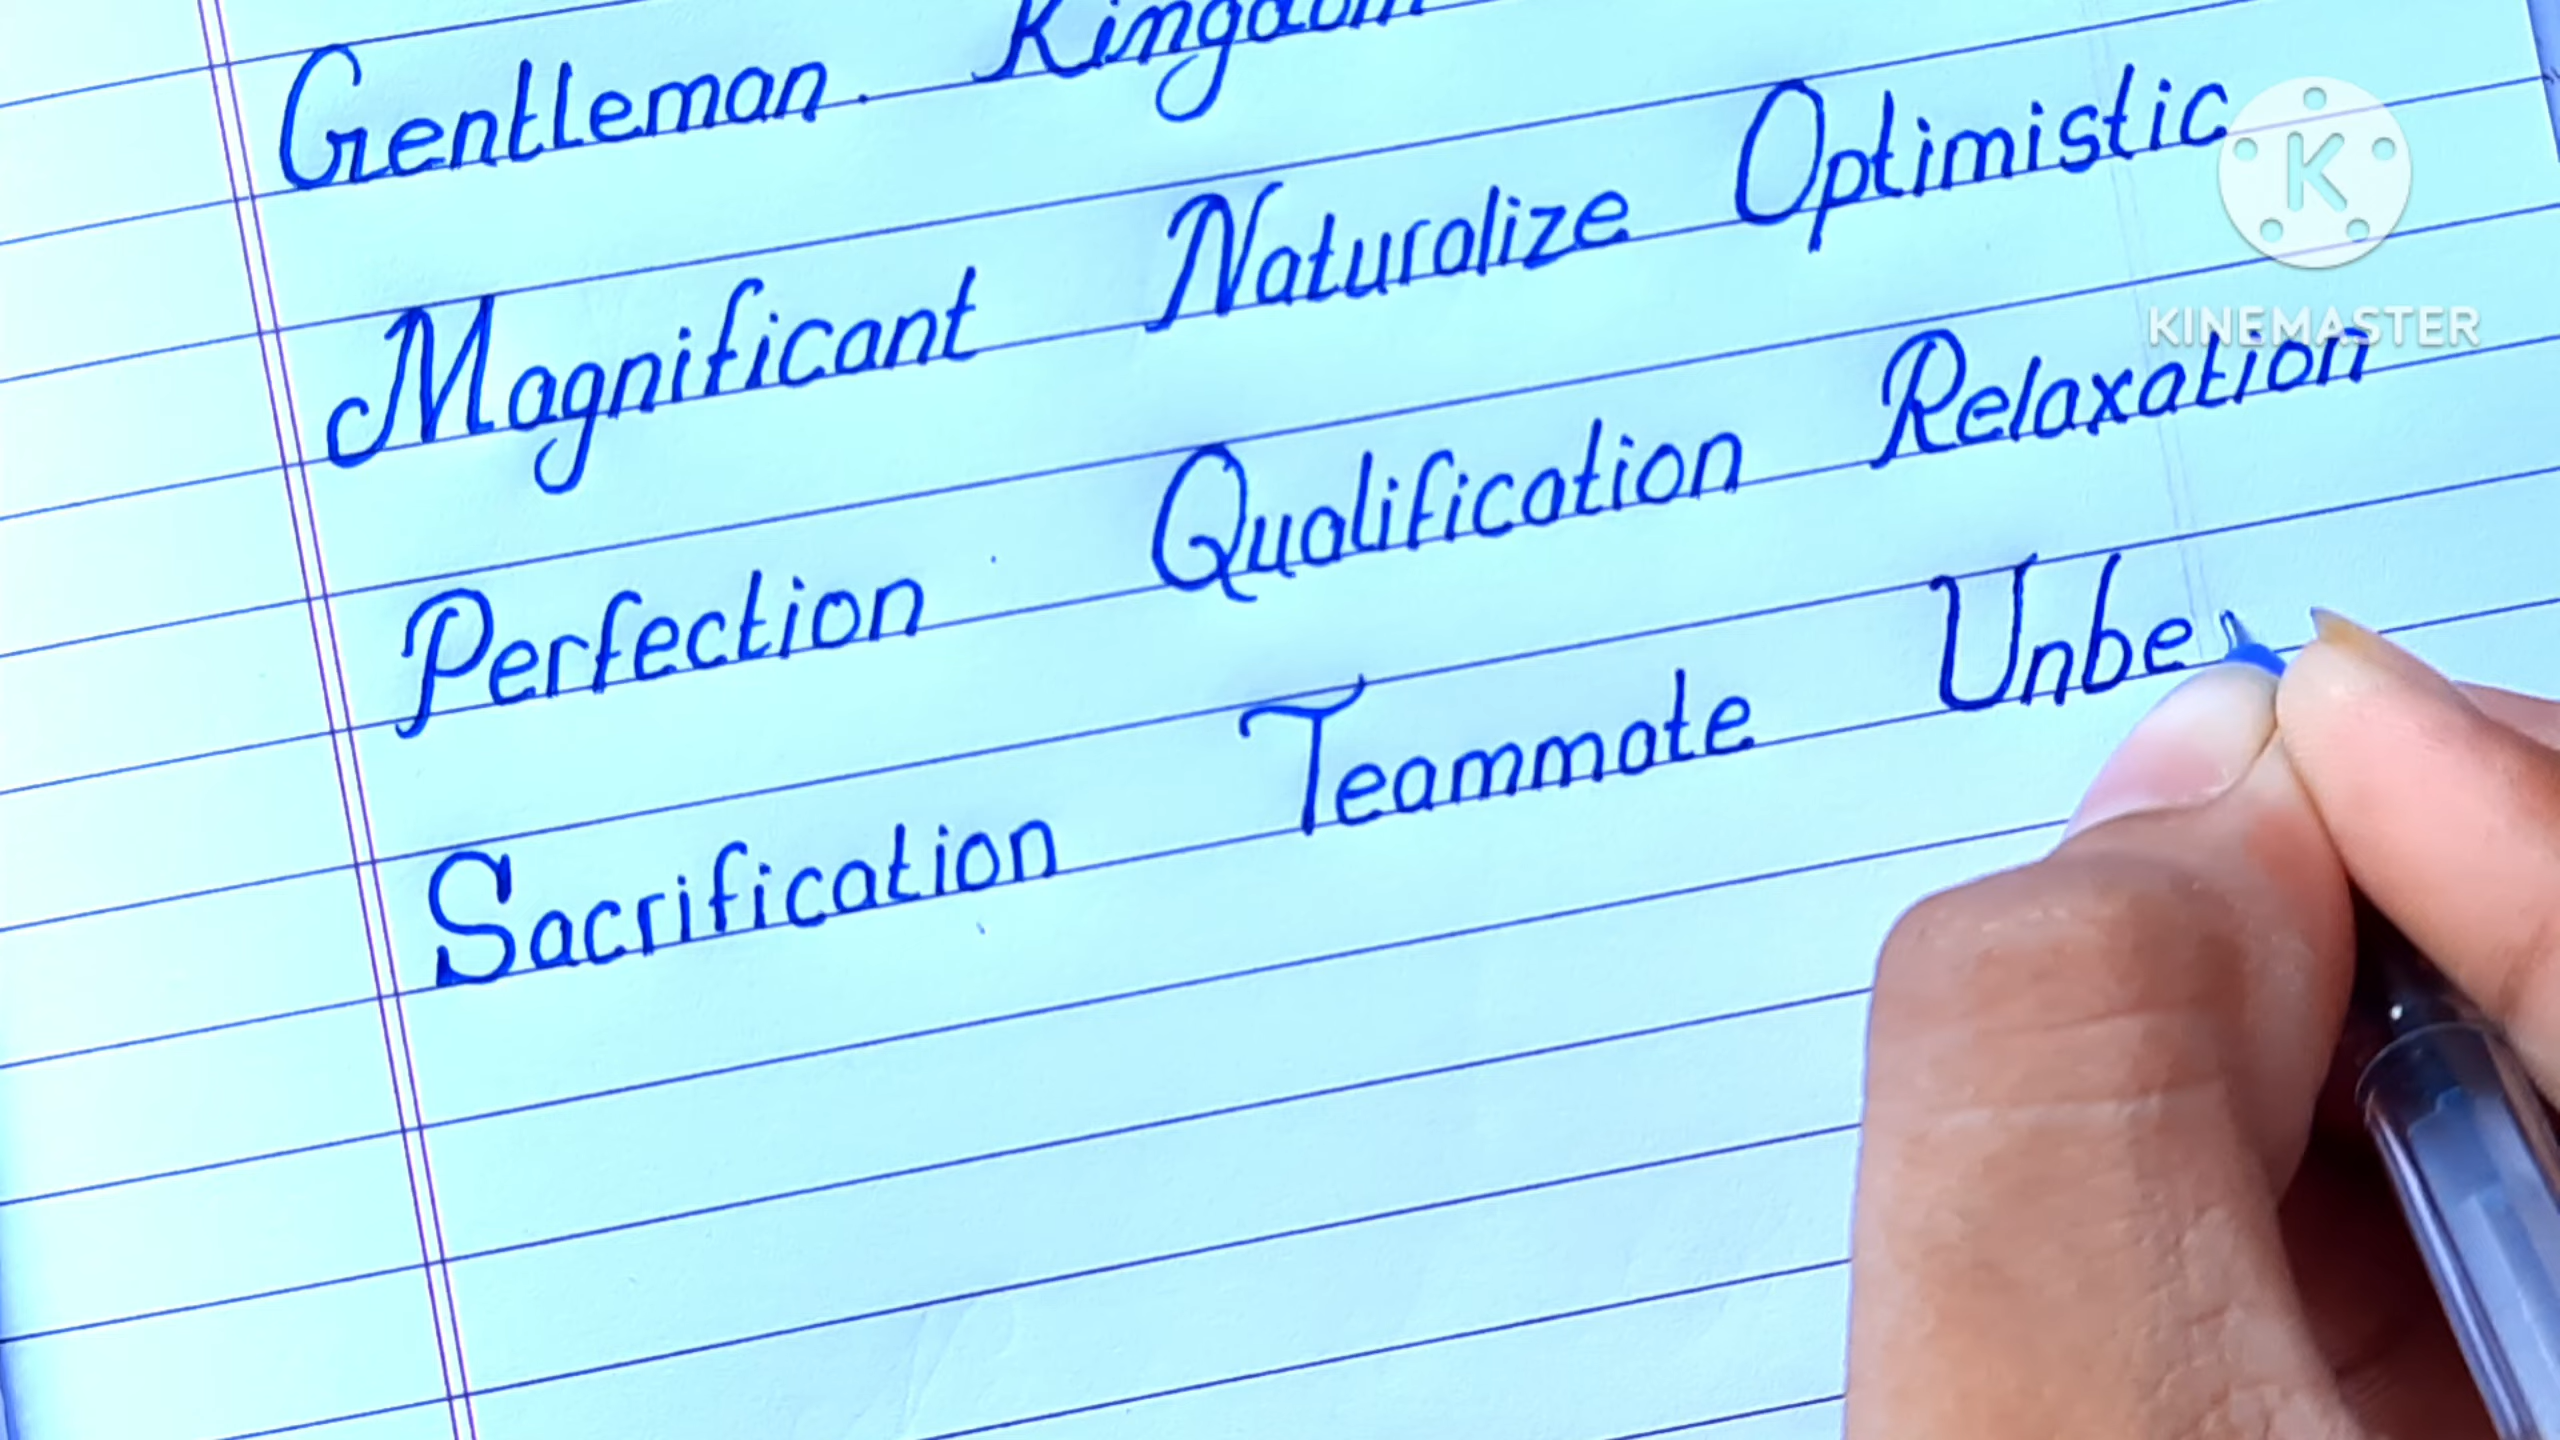 Gentleman. Kingdom
Magnificant Naturalize Optimistic
Perfection Qualification Relaxation
Sacrification Teammate Unbe
K
KINEMASTER